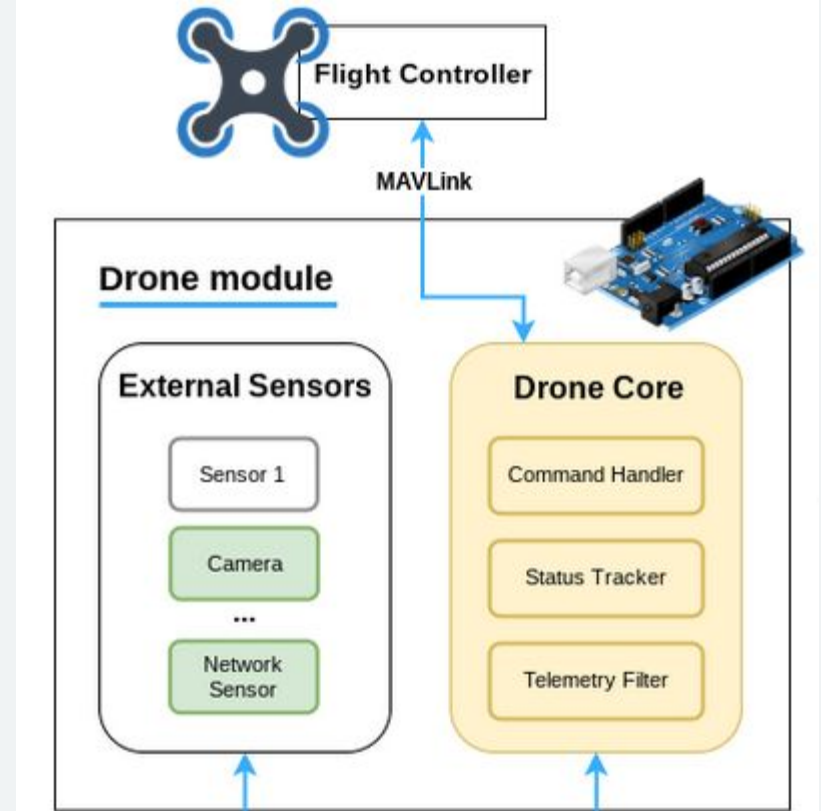 Flight Controller
MAVLink
Drone module
External Sensors
Sensor 1
Camera
...
Network
Sensor
Drone Core
Command Handler
Status Tracker
Telemetry Filter